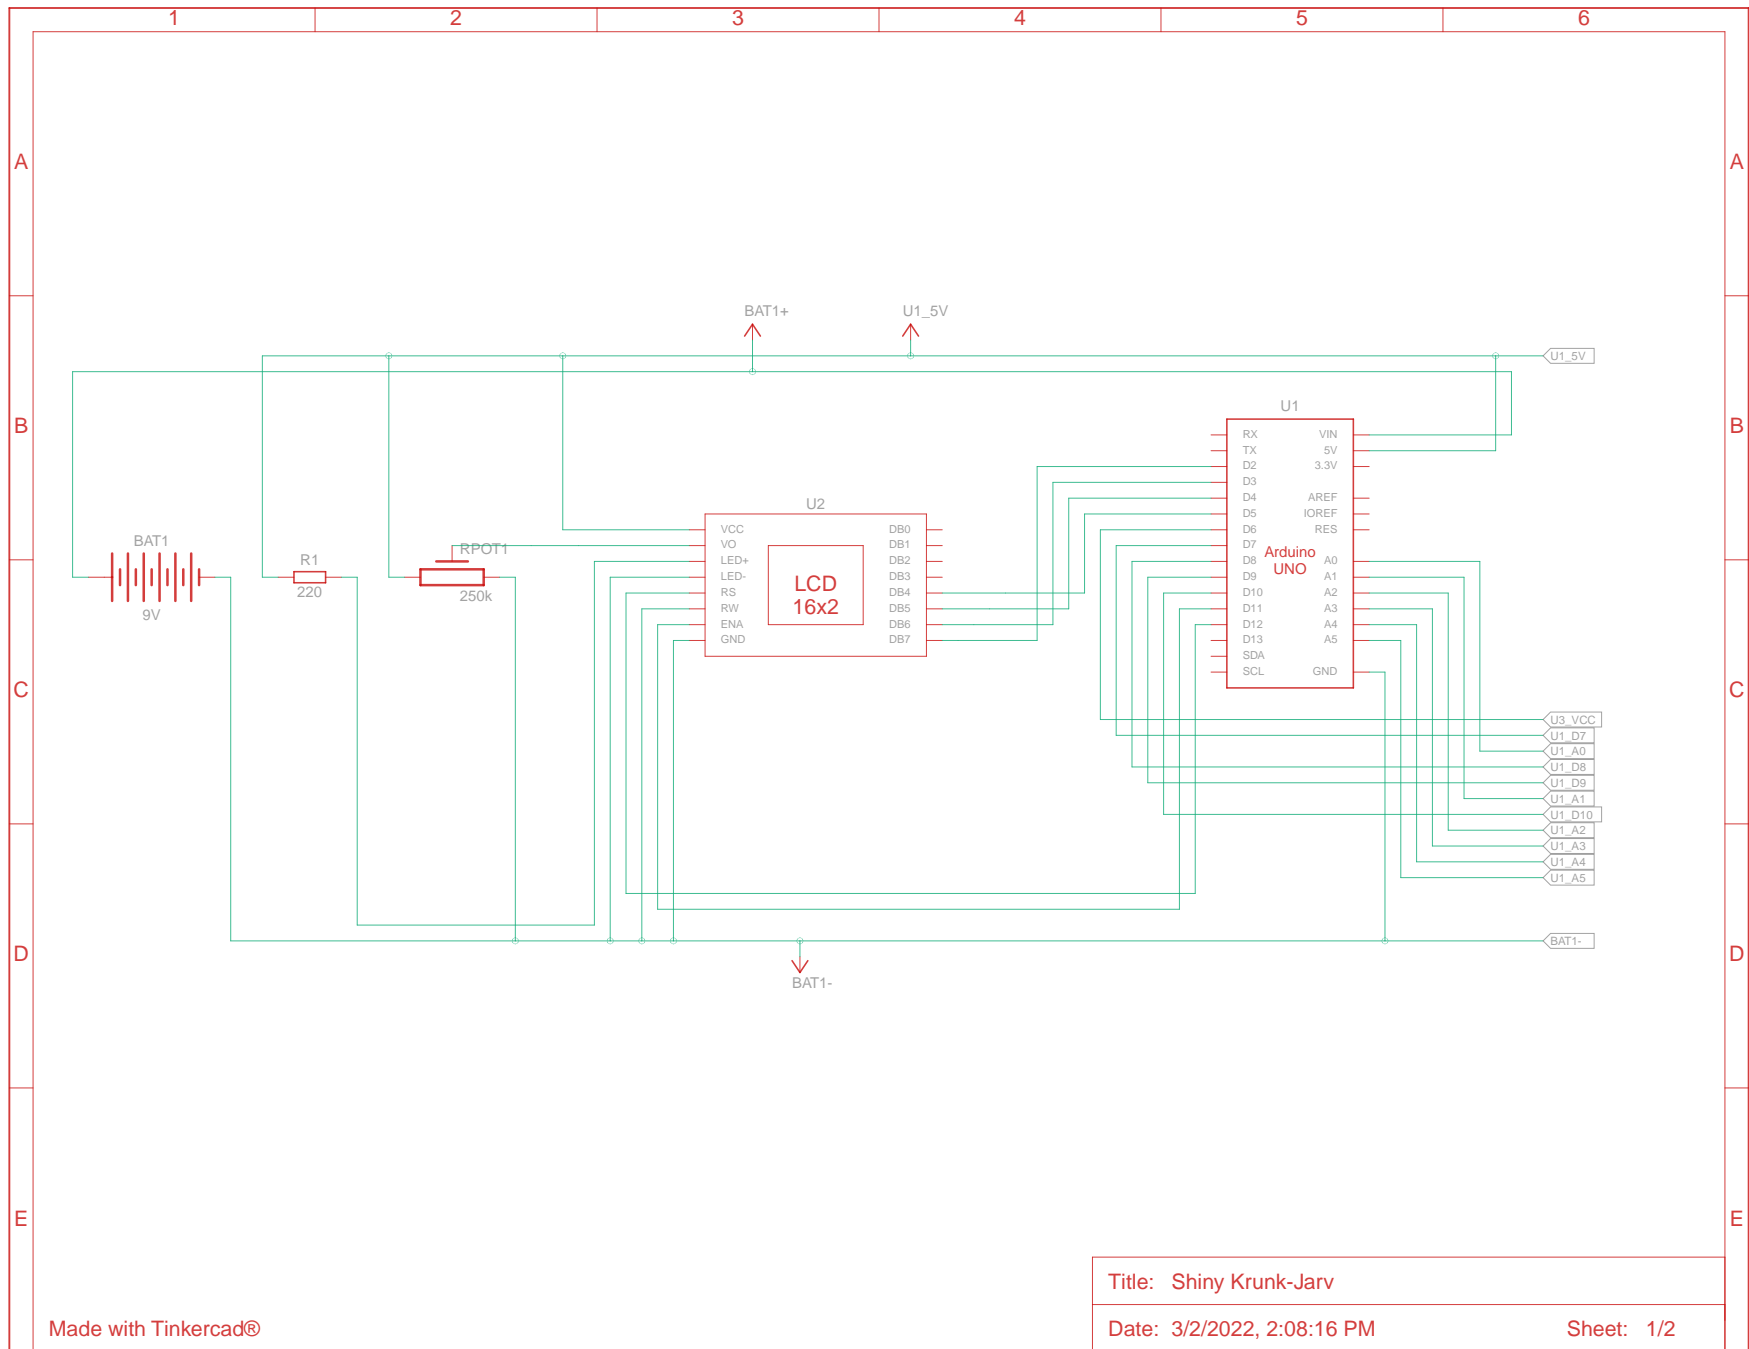 1 2 3 4 5 6
A A
BAT1+ U1_5V
U1_5V
B B
U1
RX VIN
TX 5V
D2 3.3V
D3
D4 AREF
D5 IOREF
D6 RES
D7
D8 A0
D9 A1
D10 A2
D11 A3
D12 A4
D13 A5
SDA
SCL GND
Arduino
UNO
U2
VCC DB0
VO DB1
LED+ DB2
LED- DB3
RS DB4
RW DB5
ENA DB6
GND DB7
LCD
16x2
BAT1
9V
R1
220
RPOT1
250k
C C
U3_VCC
U1_D7
U1_A0
U1_D8
U1_D9
U1_A1
U1_D10
U1_A2
U1_A3
U1_A4
U1_A5
D D
BAT1-
BAT1-
E E
Title: Shiny Krunk-Jarv
Made with Tinkercad®
Date: 3/2/2022, 2:08:16 PM Sheet: 1/2